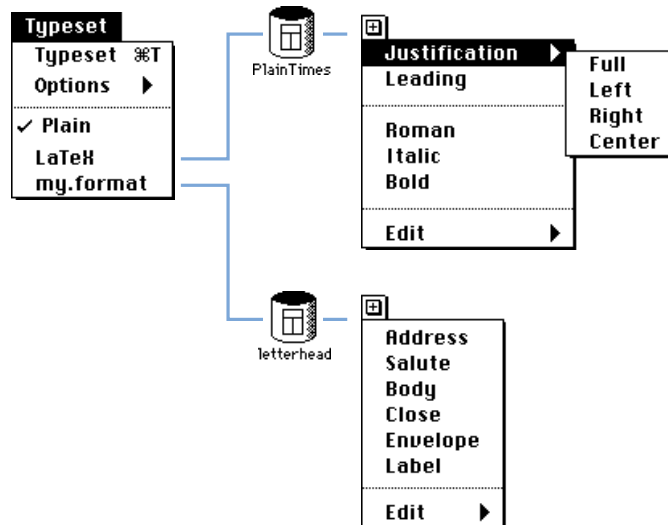 Typeset
Typeset ⌘T
Options ▶
✓ Plain
LaTeX
my.format
PlainTimes
Justification ▶
Leading
Roman
Italic
Bold
Edit ▶
Full
Left
Right
Center
letterhead
Address
Salute
Body
Close
Envelope
Label
Edit ▶